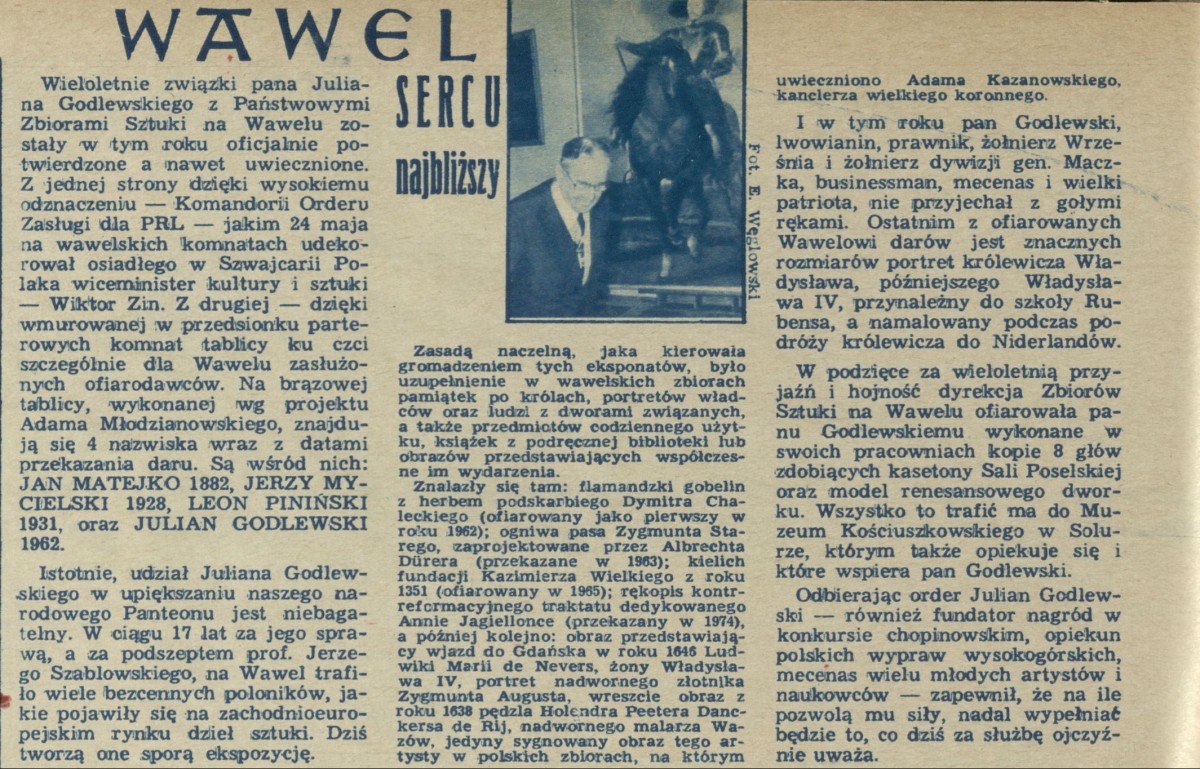 WAWEL
SERCU
najbliższy
Wieloletnie związki pana Julia-
na Godlewskiego z Państwowymi
Zbiorami Sztuki na Wawelu zo-
stały w tym roku oficjalnie po-
twierdzone a nawet uwiecznione.
Z jednej strony dzięki wysokiemu
odznaczeniu — Komandorii Orderu
Zasługi dla PRL — jakim 24 maja
na wawelskich komnatach udeko-
rował osiadłego w Szwajcarii Po-
laka wiceminister kultury i sztuki
— Wiktor Zin. Z drugiej — dzięki
wmurowanej w przedsionku parte-
rowych komnat tablicy ku czci
szczególnie dla Wawelu zasłużo-
nych ofiarodawców. Na brązowej
tablicy, wykonanej wg projektu
Adama Młodzianowskiego, znajdu-
ją się 4 nazwiska wraz z datami
przekazania daru. Są wśród nich:
JAN MATEJKO 1882, JERZY MY-
CIELSKI 1928, LEON PINIŃSKI
1931, oraz JULIAN GODLEWSKI
1962.
Istotnie, udział Juliana Godlew-
skiego w upiększaniu naszego na-
rodowego Panteonu jest niebaga-
telny. W ciągu 17 lat za jego spra-
wą, a za podszeptem prof. Jerze-
go Szablowskiego, na Wawel trafi-
ło wiele bezcennych poloników, ja-
kie pojawiły się na zachodnioeuro-
pejskim rynku dzieł sztuki. Dziś
tworzą one sporą ekspozycję.
Fot. E. Węglowski
Zasadą naczelną, jaka kierowała
gromadzeniem tych eksponatów, było
uzupełnienie w wawelskich zbiorach
pamiątek po królach, portretów wład-
ców oraz ludzi z dworami związanych,
a także przedmiotów codziennego użyt-
ku, książek z podręcznej biblioteki lub
obrazów przedstawiających współczes-
ne im wydarzenia.
Znalazły się tam: flamandzki gobelin
z herbem podskarbiego Dymitra Cha-
leckiego (ofiarowany jako pierwszy w
roku 1962); ogniwa pasa Zygmunta Sta-
rego, zaprojektowane przez Albrechta
Dürera (przekazane w 1963); kielich
fundacji Kazimierza Wielkiego z roku
1351 (ofiarowany w 1965); rękopis kontr-
reformacyjnego traktatu dedykowanego
Annie Jagiellonce (przekazany w 1974),
a później kolejno: obraz przedstawiają-
cy wjazd do Gdańska w roku 1646 Lud-
wiki Marii de Nevers, żony Władysła-
wa IV, portret nadwornego złotnika
Zygmunta Augusta, wreszcie obraz z
roku 1638 pędzla Holendra Peetera Danc-
kersa de Rij, nadwornego malarza Wa-
zów, jedyny sygnowany obraz tego ar-
tysty w polskich zbiorach, na którym
uwieczniono Adama Kazanowskiego,
kanclerza wielkiego koronnego.
I w tym roku pan Godlewski,
lwowianin, prawnik, żołnierz Wrze-
śnia i żołnierz dywizji gen. Macz-
ka, businessman, mecenas i wielki
patriota, nie przyjechał z gołymi
rękami. Ostatnim z ofiarowanych
Wawelowi darów jest znacznych
rozmiarów portret królewicza Wła-
dysława, późniejszego Władysła-
wa IV, przynależny do szkoły Ru-
bensa, a namalowany podczas po-
dróży królewicza do Niderlandów.
W podzięce za wieloletnią przy-
jaźń i hojność dyrekcja Zbiorów
Sztuki na Wawelu ofiarowała pa-
nu Godlewskiemu wykonane w
swoich pracowniach kopie 8 głów
zdobiących kasetony Sali Poselskiej
oraz model renesansowego dwor-
ku. Wszystko to trafić ma do Mu-
zeum Kościuszkowskiego w Solu-
rze, którym także opiekuje się i
które wspiera pan Godlewski.
Odbierając order Julian Godlew-
ski — również fundator nagród w
konkursie chopinowskim, opiekun
polskich wypraw wysokogórskich,
mecenas wielu młodych artystów i
naukowców — zapewnił, że na ile
pozwolą mu siły, nadal wypełniać
będzie to, co dziś za służbę ojczyź-
nie uważa.